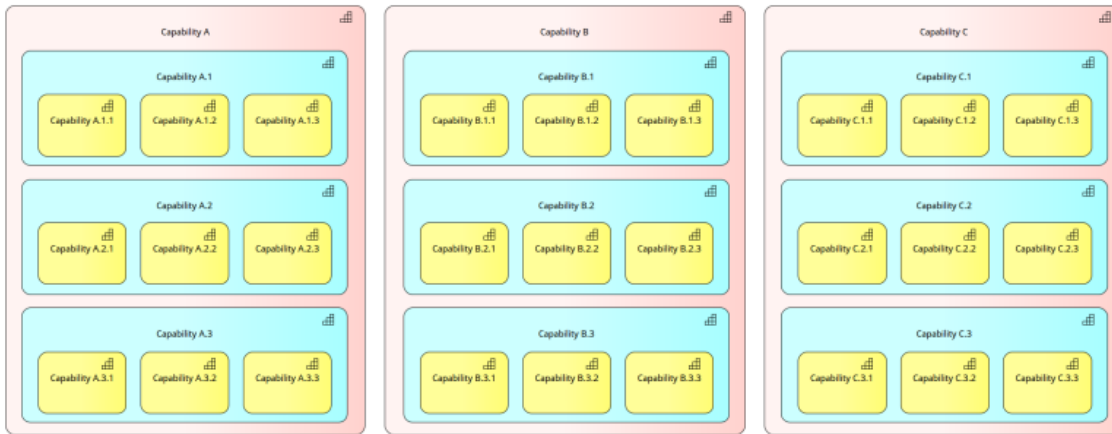 Capability A
Capability A.1
Capability A.1.1
Capability A.1.2
Capability A.1.3
Capability A.2
Capability A.2.1
Capability A.2.2
Capability A.2.3
Capability A.3
Capability A.3.1
Capability A.3.2
Capability A.3.3
Capability B
Capability B.1
Capability B.1.1
Capability B.1.2
Capability B.1.3
Capability B.2
Capability B.2.1
Capability B.2.2
Capability B.2.3
Capability B.3
Capability B.3.1
Capability B.3.2
Capability B.3.3
Capability C
Capability C.1
Capability C.1.1
Capability C.1.2
Capability C.1.3
Capability C.2
Capability C.2.1
Capability C.2.2
Capability C.2.3
Capability C.3
Capability C.3.1
Capability C.3.2
Capability C.3.3